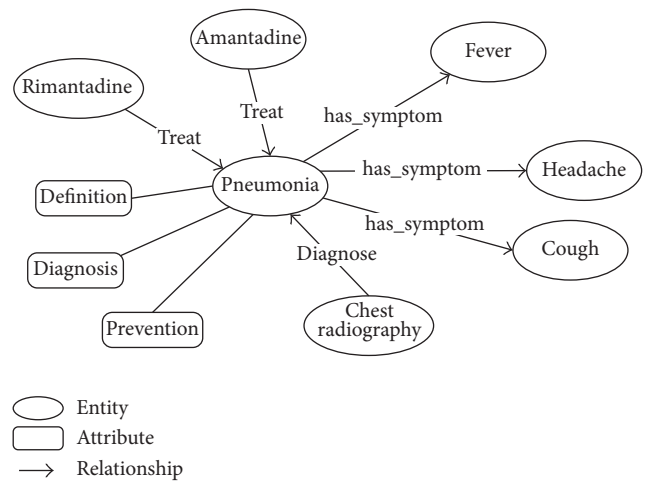 Amantadine
Fever
Rimantadine
Treat
has_symptom
Treat
has_symptom
Headache
Pneumonia
Definition
has_symptom
Cough
Diagnose
Diagnosis
Chest
radiography
Prevention
Entity
Attribute
Relationship